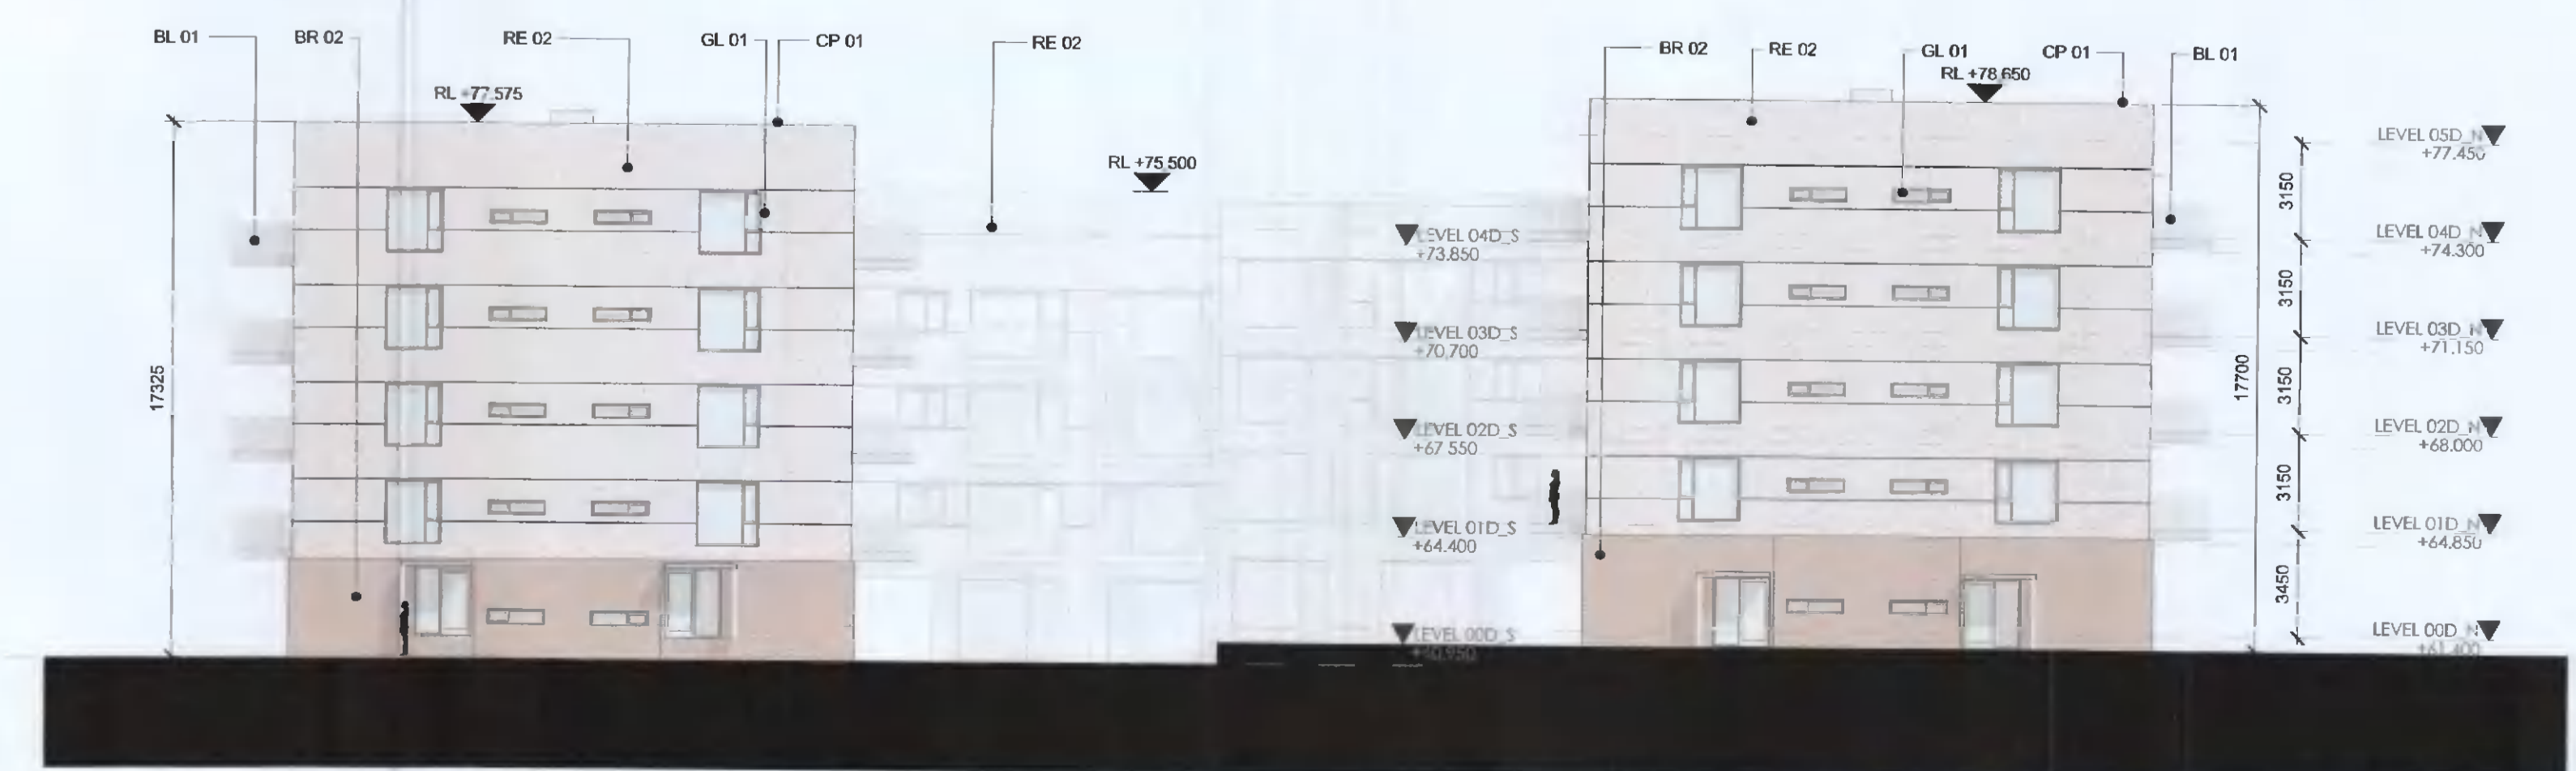 BL 01
BR 02
RE 02
GL 01
CP 01
RE 02
RL +77.575
RL +75.500
17325
LEVEL 04D_S
+73.850
LEVEL 03D_S
+70.700
LEVEL 02D_S
+67 550
LEVEL 01D_S
+64.400
LEVEL 00D_S
+60.950
BR 02
RE 02
GL 01
CP 01
BL 01
RL +78.650
17700
3150
3150
3150
3150
3450
LEVEL 05D_N
+77.450
LEVEL 04D_N
+74.300
LEVEL 03D_N
+71.150
LEVEL 02D_N
+68.000
LEVEL 01D_N
+64.850
LEVEL 00D_N
+61.400